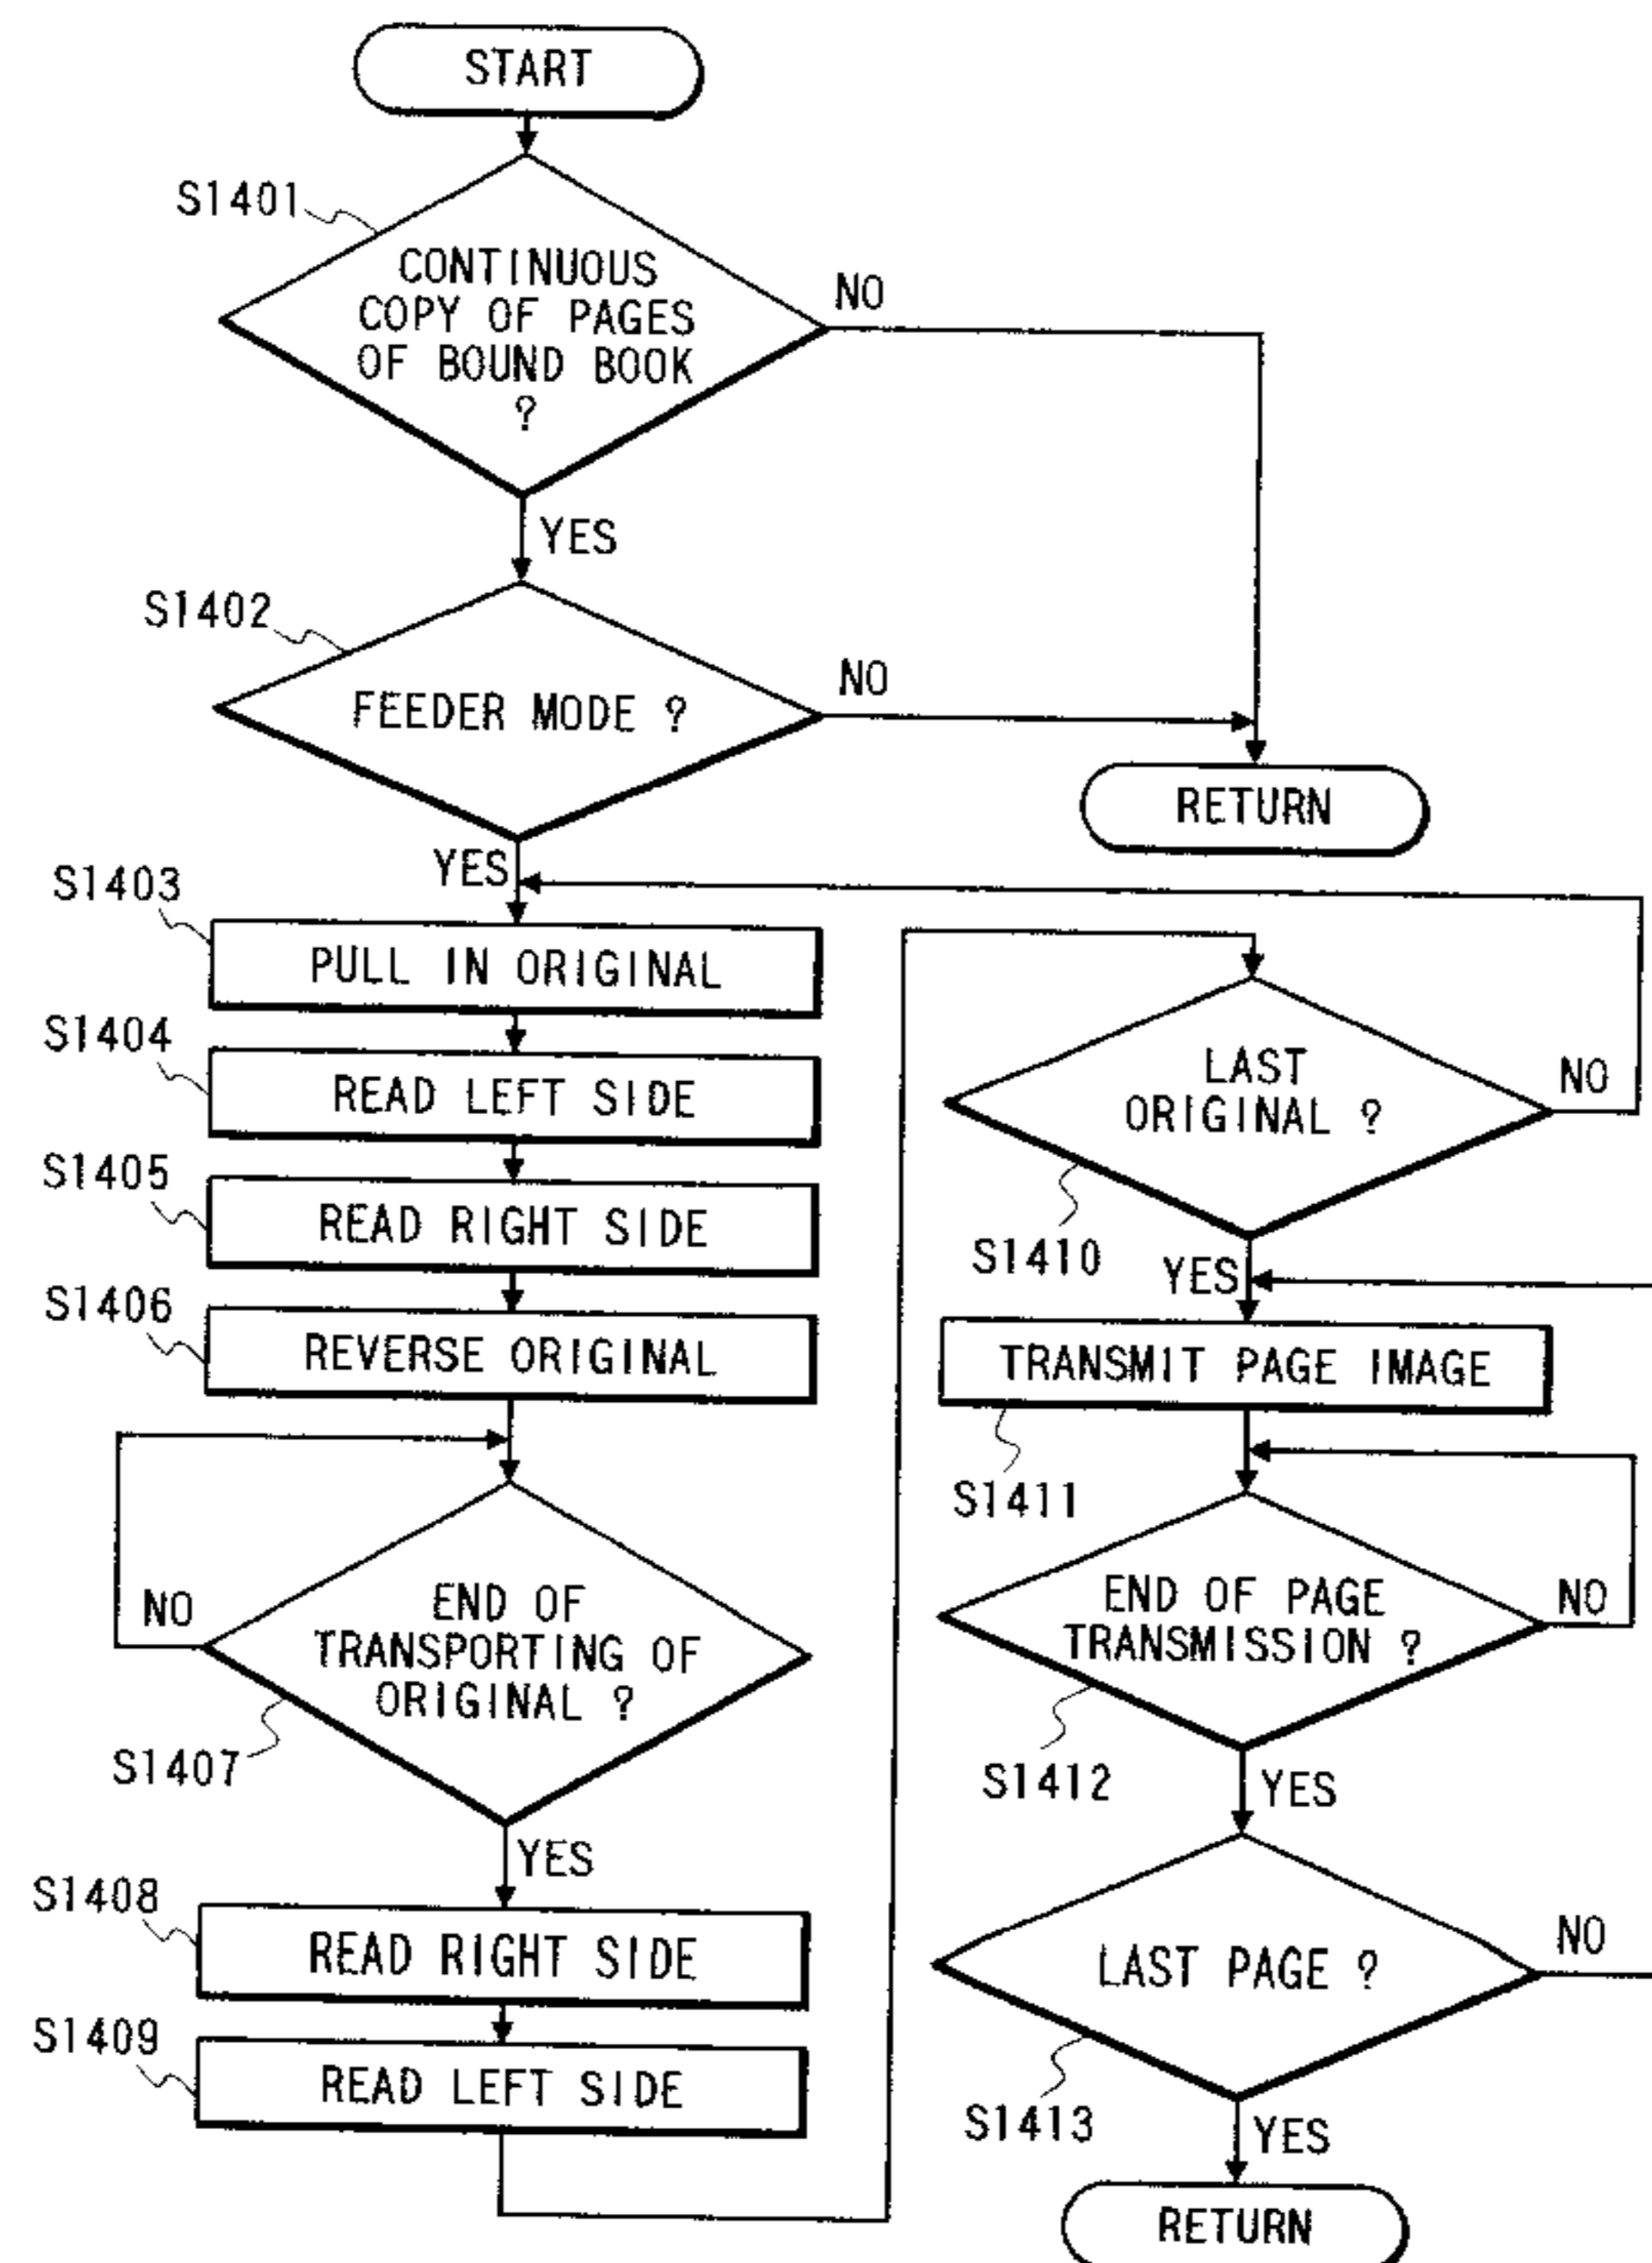 START
S1401
CONTINUOUS
COPY OF PAGES
OF BOUND BOOK
?
NO
YES
S1402
FEEDER MODE ?
NO
RETURN
YES
S1403
PULL IN ORIGINAL
S1404
READ LEFT SIDE
S1405
READ RIGHT SIDE
S1406
REVERSE ORIGINAL
NO
END OF
TRANSPORTING OF
ORIGINAL ?
S1407
YES
S1408
READ RIGHT SIDE
S1409
READ LEFT SIDE
LAST
ORIGINAL ?
NO
S1410
YES
TRANSMIT PAGE IMAGE
S1411
END OF PAGE
TRANSMISSION ?
NO
S1412
YES
LAST PAGE ?
NO
S1413
YES
RETURN